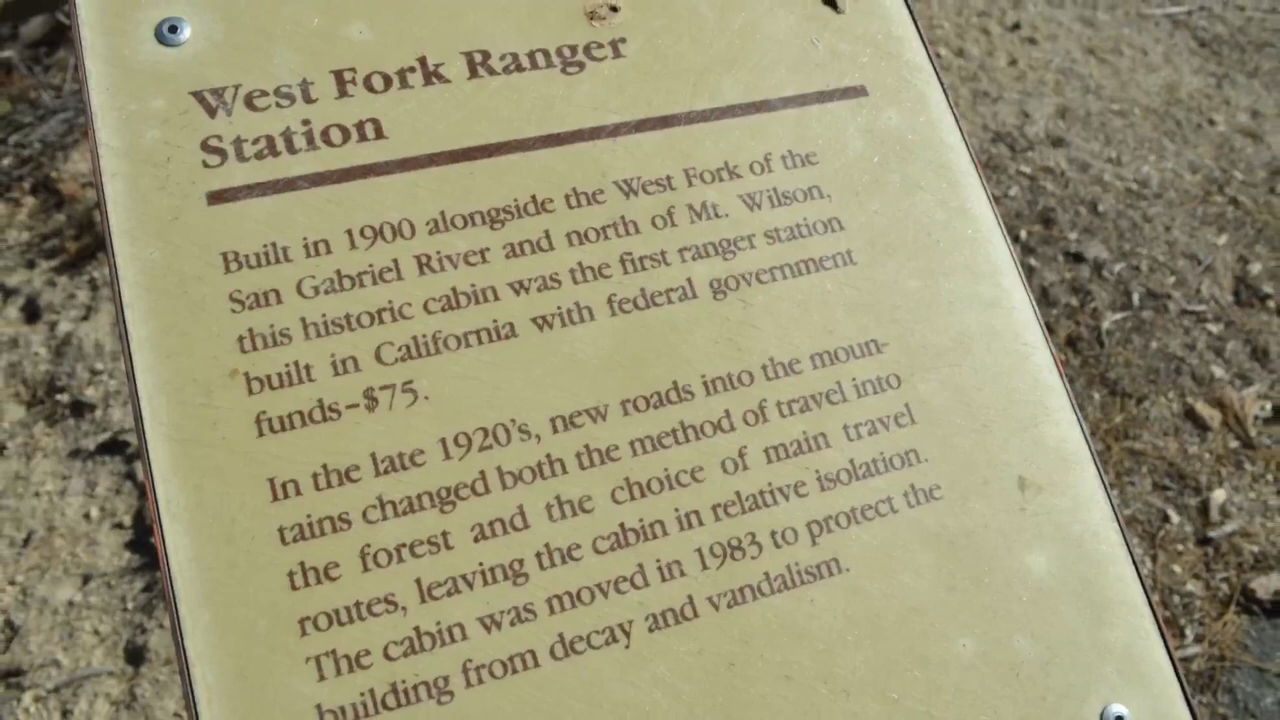 West Fork Ranger
Station
Built in 1900 alongside the West Fork of the
San Gabriel River and north of Mt. Wilson,
this historic cabin was the first ranger station
built in California with federal government
funds–$75.
In the late 1920's, new roads into the moun-
tains changed both the method of travel into
the forest and the choice of main travel
routes, leaving the cabin in relative isolation.
The cabin was moved in 1983 to protect the
building from decay and vandalism.